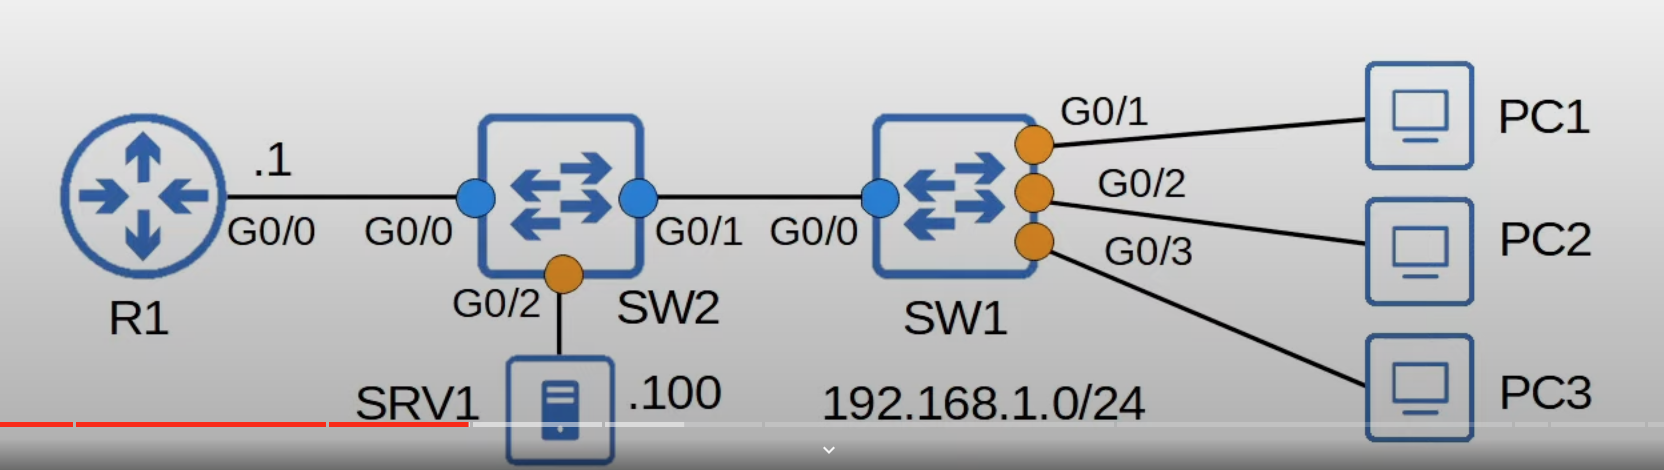 .1
G0/0
R1
G0/0
G0/1
G0/2
SW2
SRV1
.100
G0/0
SW1
192.168.1.0/24
G0/1
G0/2
G0/3
PC1
PC2
PC3